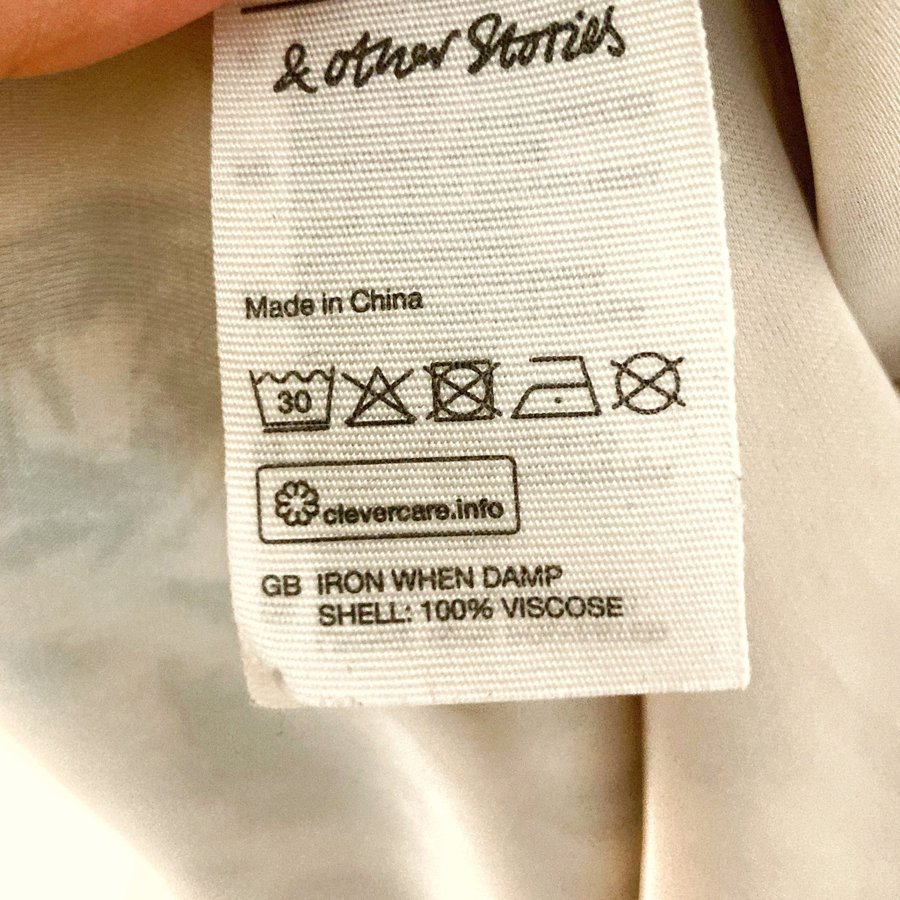 & other Stories
Made in China
30
clevercare.info
GB IRON WHEN DAMP
SHELL: 100% VISCOSE